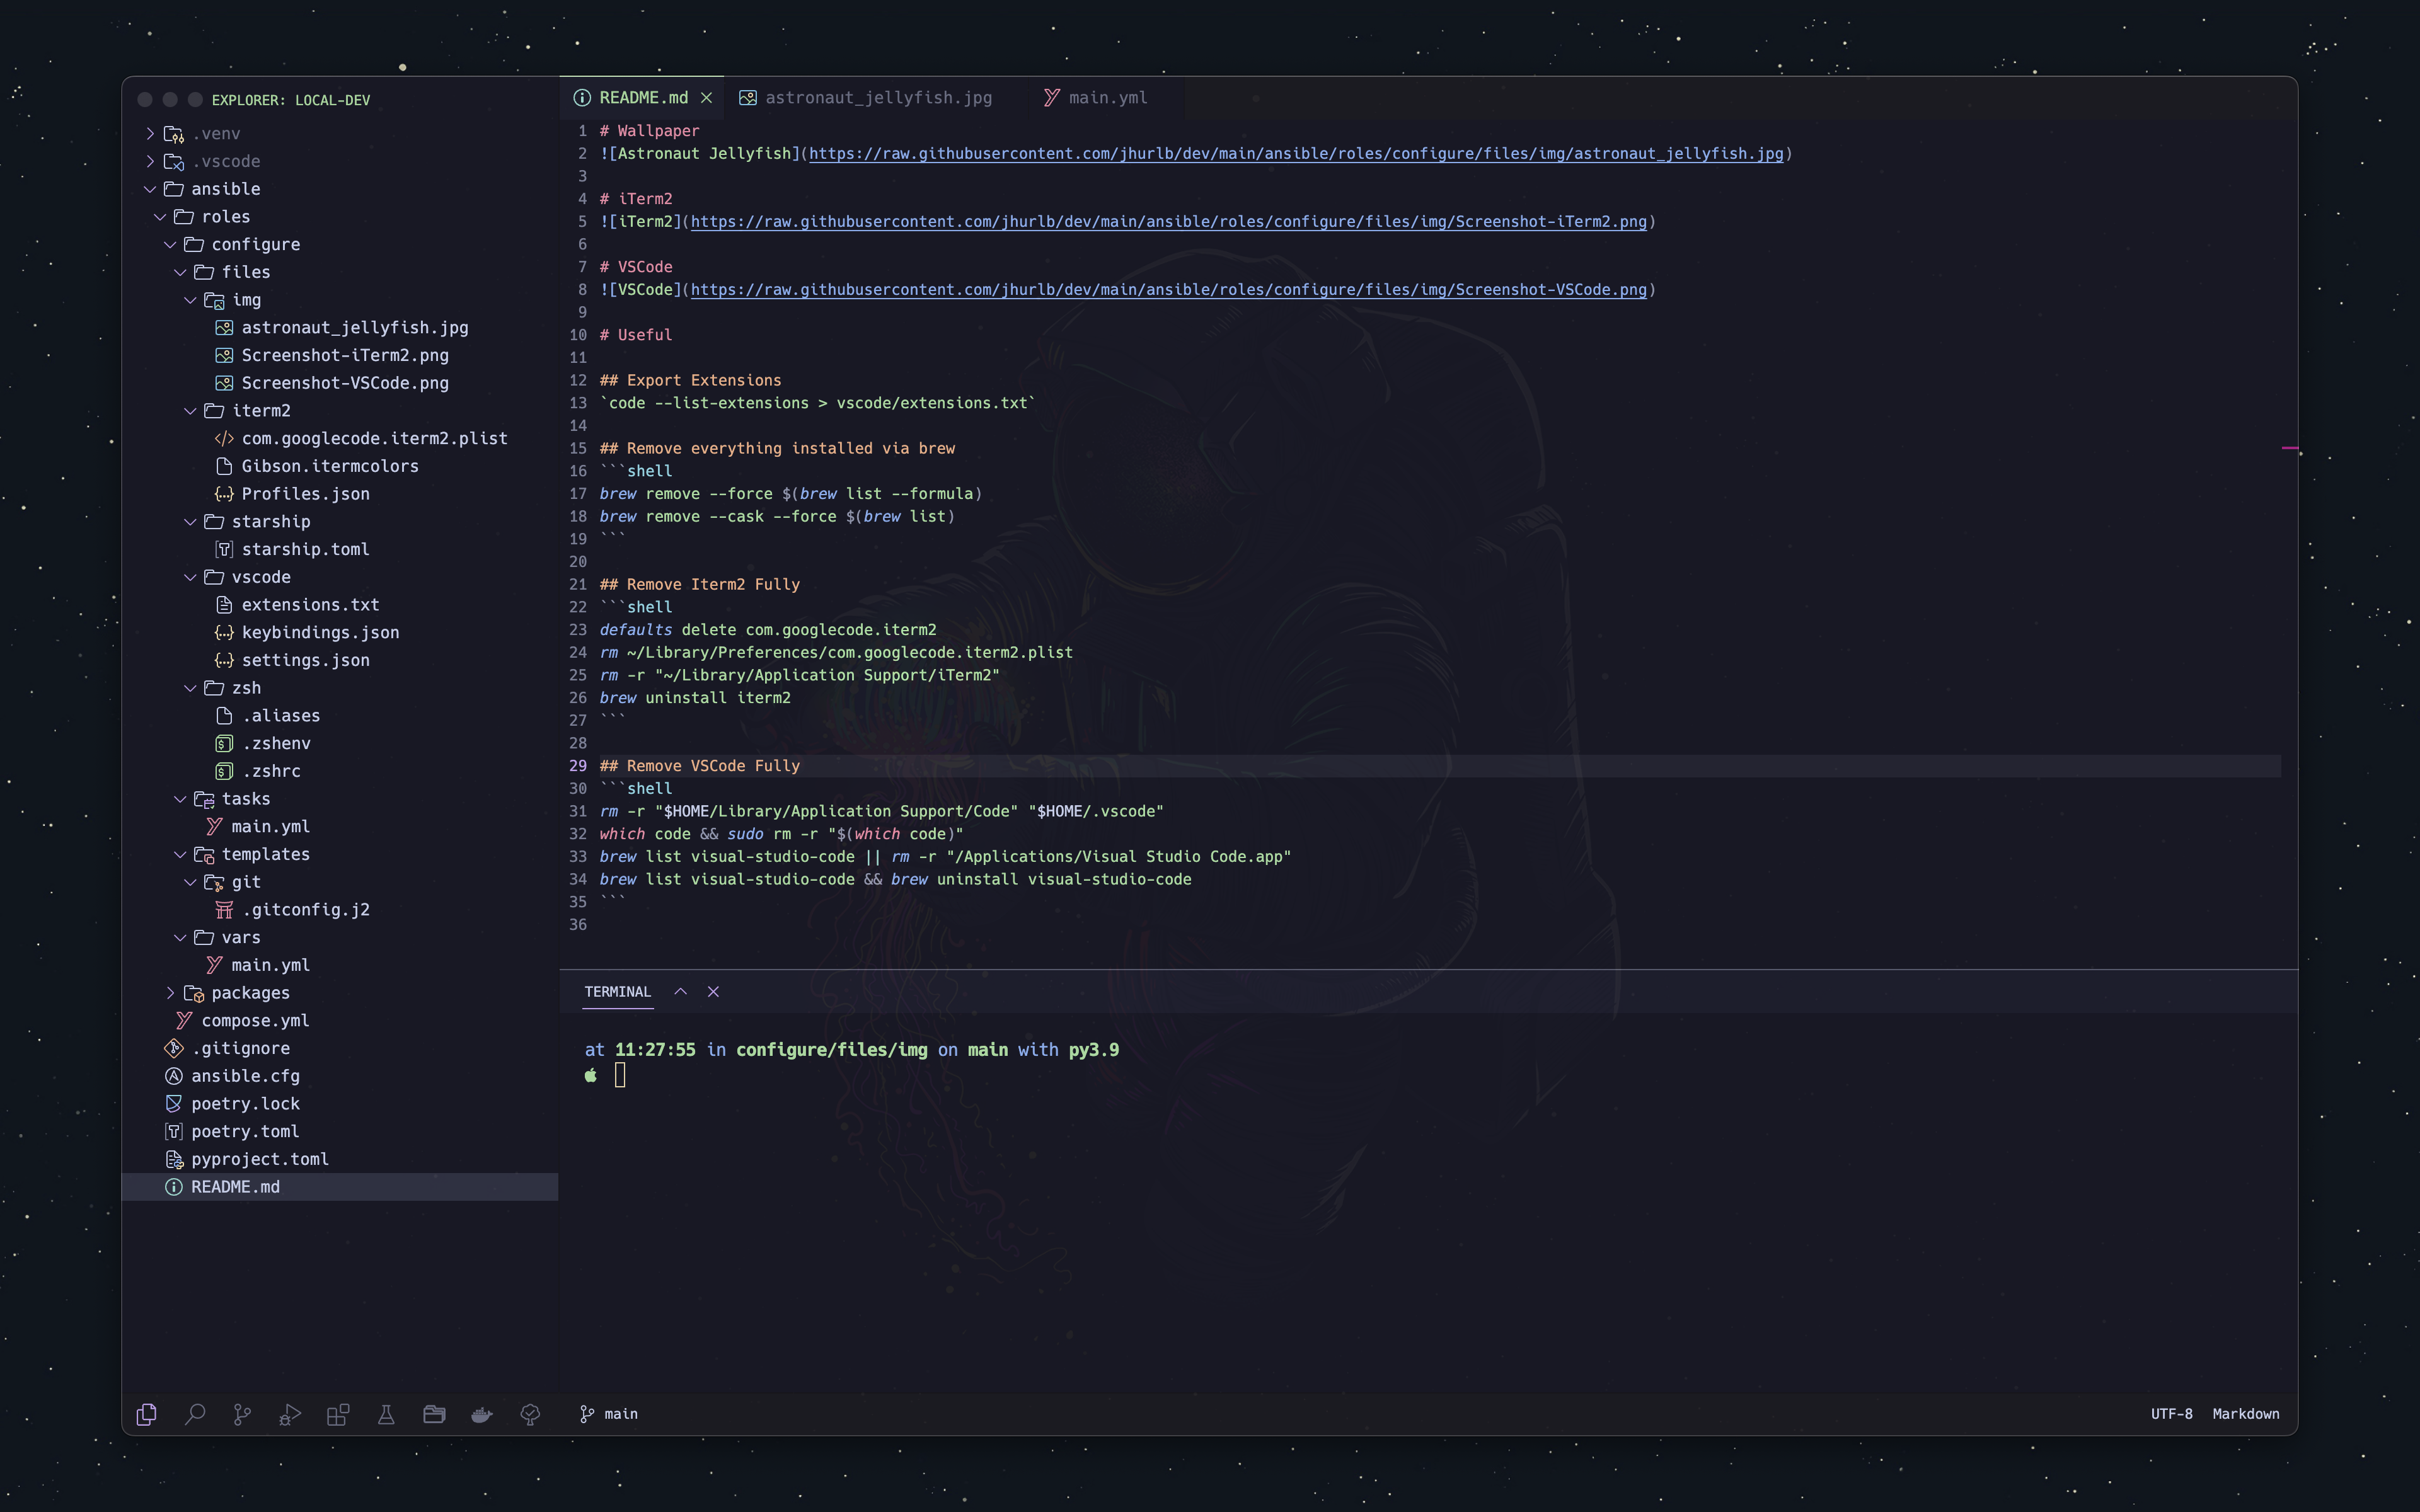 EXPLORER: LOCAL-DEV
.venv
.vscode
ansible
roles
configure
files
img
astronaut_jellyfish.jpg
Screenshot-iTerm2.png
Screenshot-VSCode.png
iterm2
com.googlecode.iterm2.plist
Gibson.itermcolors
Profiles.json
starship
starship.toml
vscode
extensions.txt
keybindings.json
settings.json
zsh
.aliases
.zshenv
.zshrc
tasks
main.yml
templates
git
.gitconfig.j2
vars
main.yml
packages
compose.yml
.gitignore
ansible.cfg
poetry.lock
poetry.toml
pyproject.toml
README.md
README.md astronaut_jellyfish.jpg main.yml
1 # Wallpaper
2 ![Astronaut Jellyfish](https://raw.githubusercontent.com/jhurlb/dev/main/ansible/roles/configure/files/img/astronaut_jellyfish.jpg)
3
4 # iTerm2
5 ![iTerm2](https://raw.githubusercontent.com/jhurlb/dev/main/ansible/roles/configure/files/img/Screenshot-iTerm2.png)
6
7 # VSCode
8 ![VSCode](https://raw.githubusercontent.com/jhurlb/dev/main/ansible/roles/configure/files/img/Screenshot-VSCode.png)
9
10 # Useful
11
12 ## Export Extensions
13 `code --list-extensions > vscode/extensions.txt`
14
15 ## Remove everything installed via brew
16 ```shell
17 brew remove --force $(brew list --formula)
18 brew remove --cask --force $(brew list)
19 ```
20
21 ## Remove Iterm2 Fully
22 ```shell
23 defaults delete com.googlecode.iterm2
24 rm ~/Library/Preferences/com.googlecode.iterm2.plist
25 rm -r "~/Library/Application Support/iTerm2"
26 brew uninstall iterm2
27 ```
28
29 ## Remove VSCode Fully
30 ```shell
31 rm -r "$HOME/Library/Application Support/Code" "$HOME/.vscode"
32 which code && sudo rm -r "$(which code)"
33 brew list visual-studio-code || rm -r "/Applications/Visual Studio Code.app"
34 brew list visual-studio-code && brew uninstall visual-studio-code
35 ```
36
TERMINAL
at 11:27:55 in configure/files/img on main with py3.9
main
UTF-8 Markdown